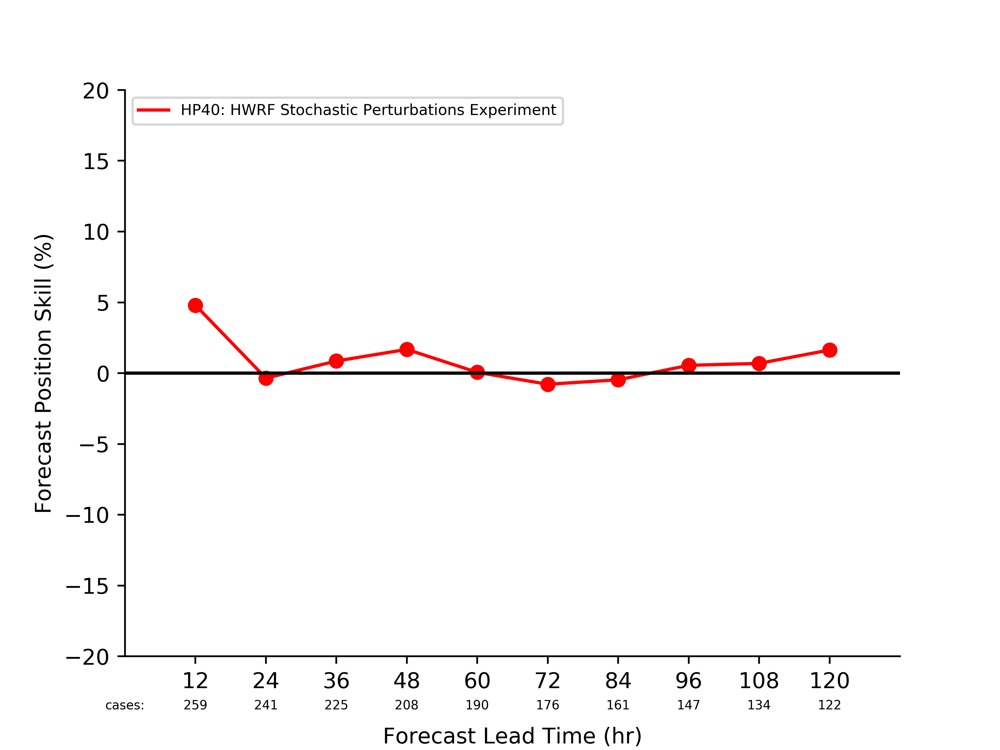 20
HP40: HWRF Stochastic Perturbations Experiment
15
10
5
0
−5
−10
−15
−20
Forecast Position Skill (%)
12 24 36 48 60 72 84 96 108 120
cases: 259 241 225 208 190 176 161 147 134 122
Forecast Lead Time (hr)